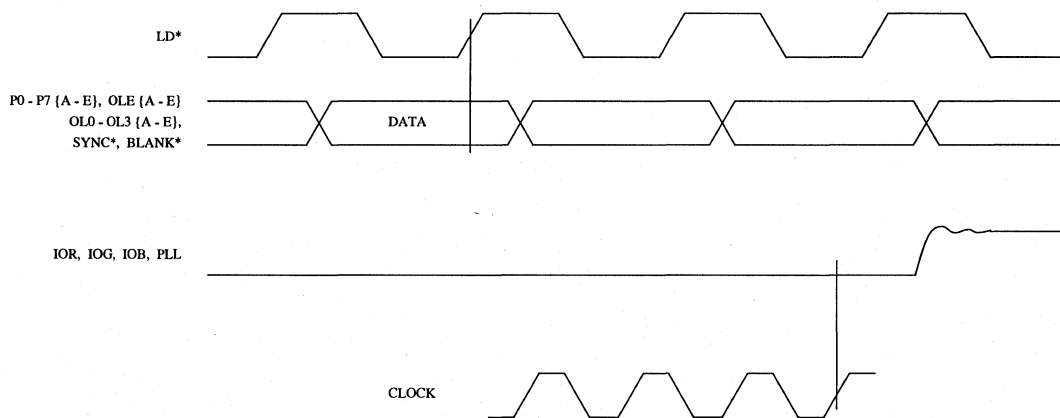 LD*
P0 - P7 {A - E}, OLE {A - E}
OL0 - OL3 {A - E},
SYNC*, BLANK*
DATA
IOR, IOG, IOB, PLL
CLOCK